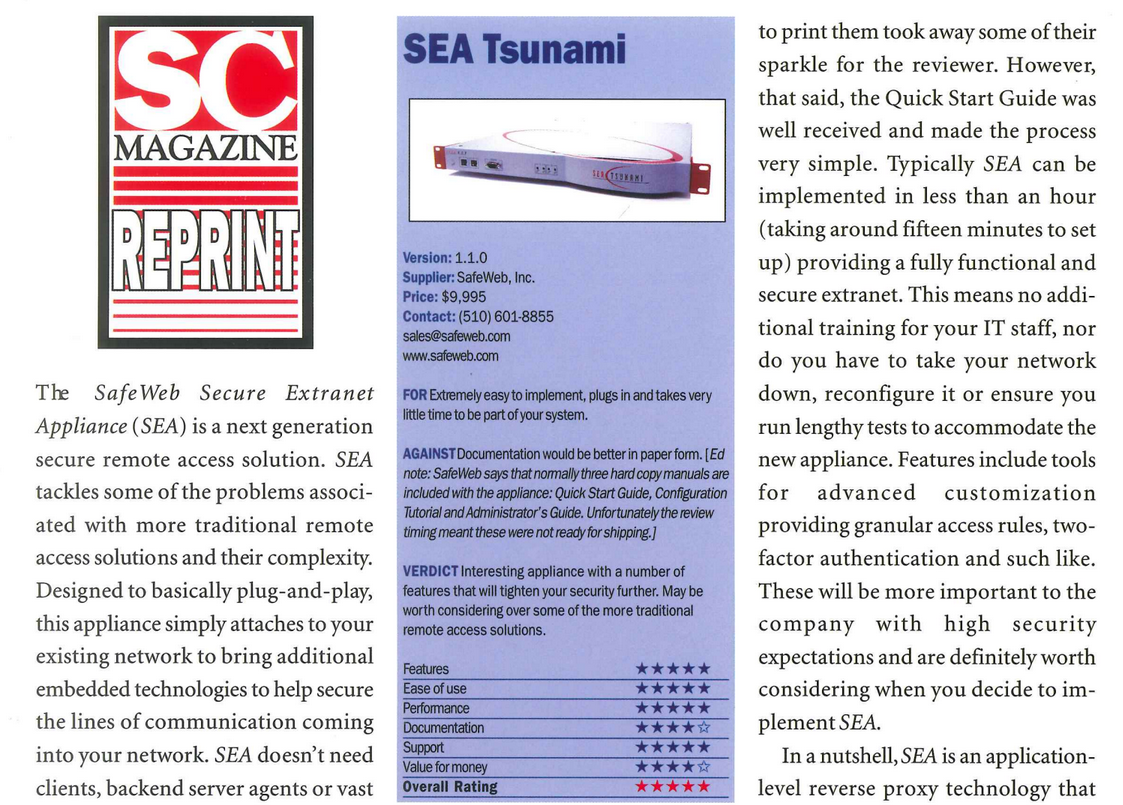 SC
MAGAZINE
REPRINT
The SafeWeb Secure Extranet
Appliance (SEA) is a next generation
secure remote access solution. SEA
tackles some of the problems associ-
ated with more traditional remote
access solutions and their complexity.
Designed to basically plug-and-play,
this appliance simply attaches to your
existing network to bring additional
embedded technologies to help secure
the lines of communication coming
into your network. SEA doesn't need
clients, backend server agents or vast
SEA Tsunami
SEA TSUNAMI
Version: 1.1.0
Supplier: SafeWeb, Inc.
Price: $9,995
Contact: (510) 601-8855
sales@safeweb.com
www.safeweb.com
FOR Extremely easy to implement, plugs in and takes very
little time to be part of your system.
AGAINST Documentation would be better in paper form. [Ed
note: SafeWeb says that normally three hard copy manuals are
included with the appliance: Quick Start Guide, Configuration
Tutorial and Administrator's Guide. Unfortunately the review
timing meant these were not ready for shipping.]
VERDICT Interesting appliance with a number of
features that will tighten your security further. May be
worth considering over some of the more traditional
remote access solutions.
Features ★★★★★
Ease of use ★★★★★
Performance ★★★★★
Documentation ★★★★☆
Support ★★★★★
Value for money ★★★★☆
Overall Rating ★★★★★
to print them took away some of their
sparkle for the reviewer. However,
that said, the Quick Start Guide was
well received and made the process
very simple. Typically SEA can be
implemented in less than an hour
(taking around fifteen minutes to set
up) providing a fully functional and
secure extranet. This means no addi-
tional training for your IT staff, nor
do you have to take your network
down, reconfigure it or ensure you
run lengthy tests to accommodate the
new appliance. Features include tools
for advanced customization
providing granular access rules, two-
factor authentication and such like.
These will be more important to the
company with high security
expectations and are definitely worth
considering when you decide to im-
plement SEA.
In a nutshell, SEA is an application-
level reverse proxy technology that